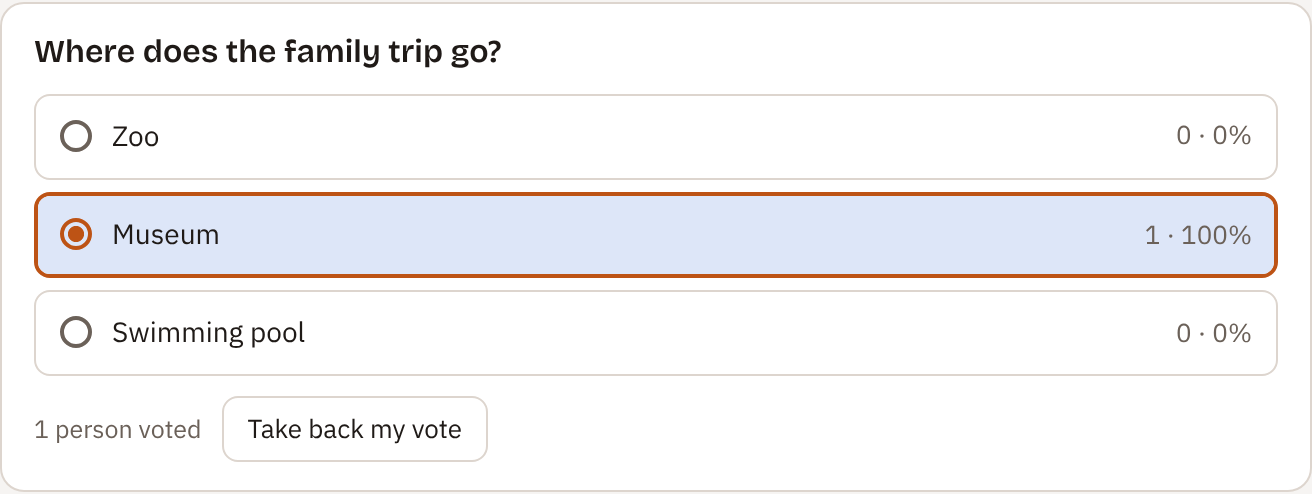 Where does the family trip go?
Zoo 0 · 0%
Museum 1 · 100%
Swimming pool 0 · 0%
1 person voted Take back my vote